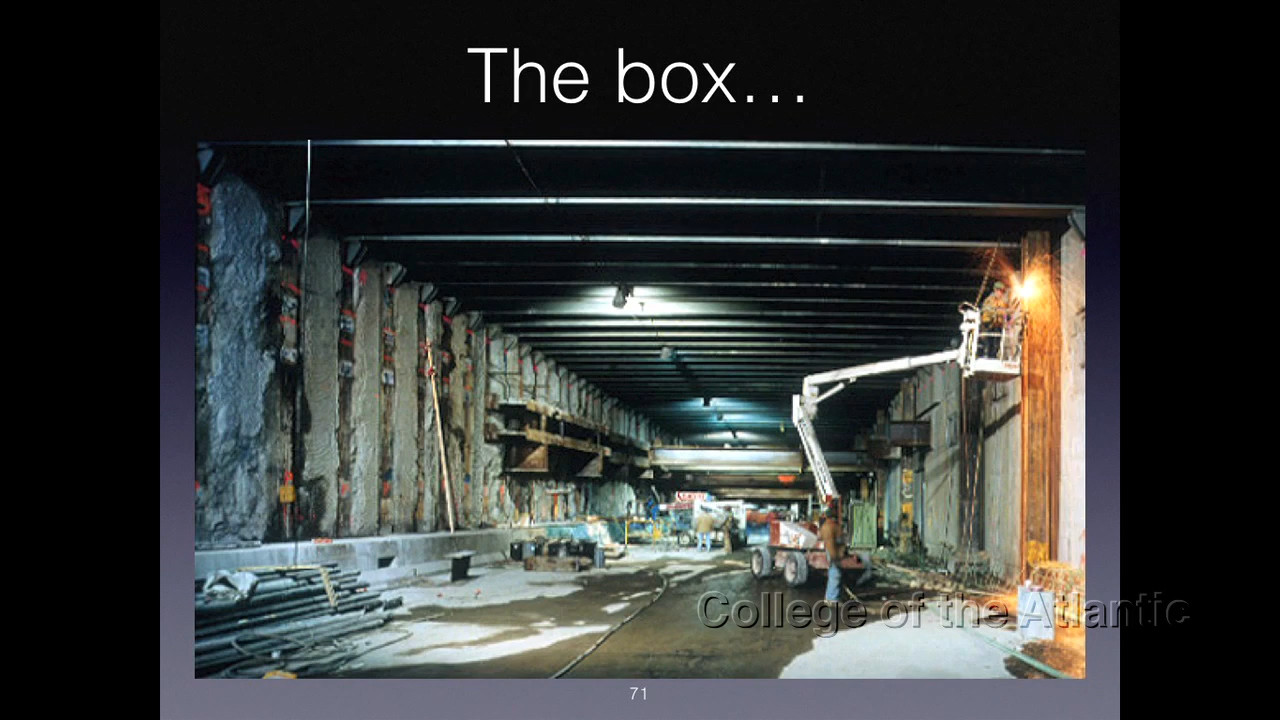 The box…
College of the Atlantic
71